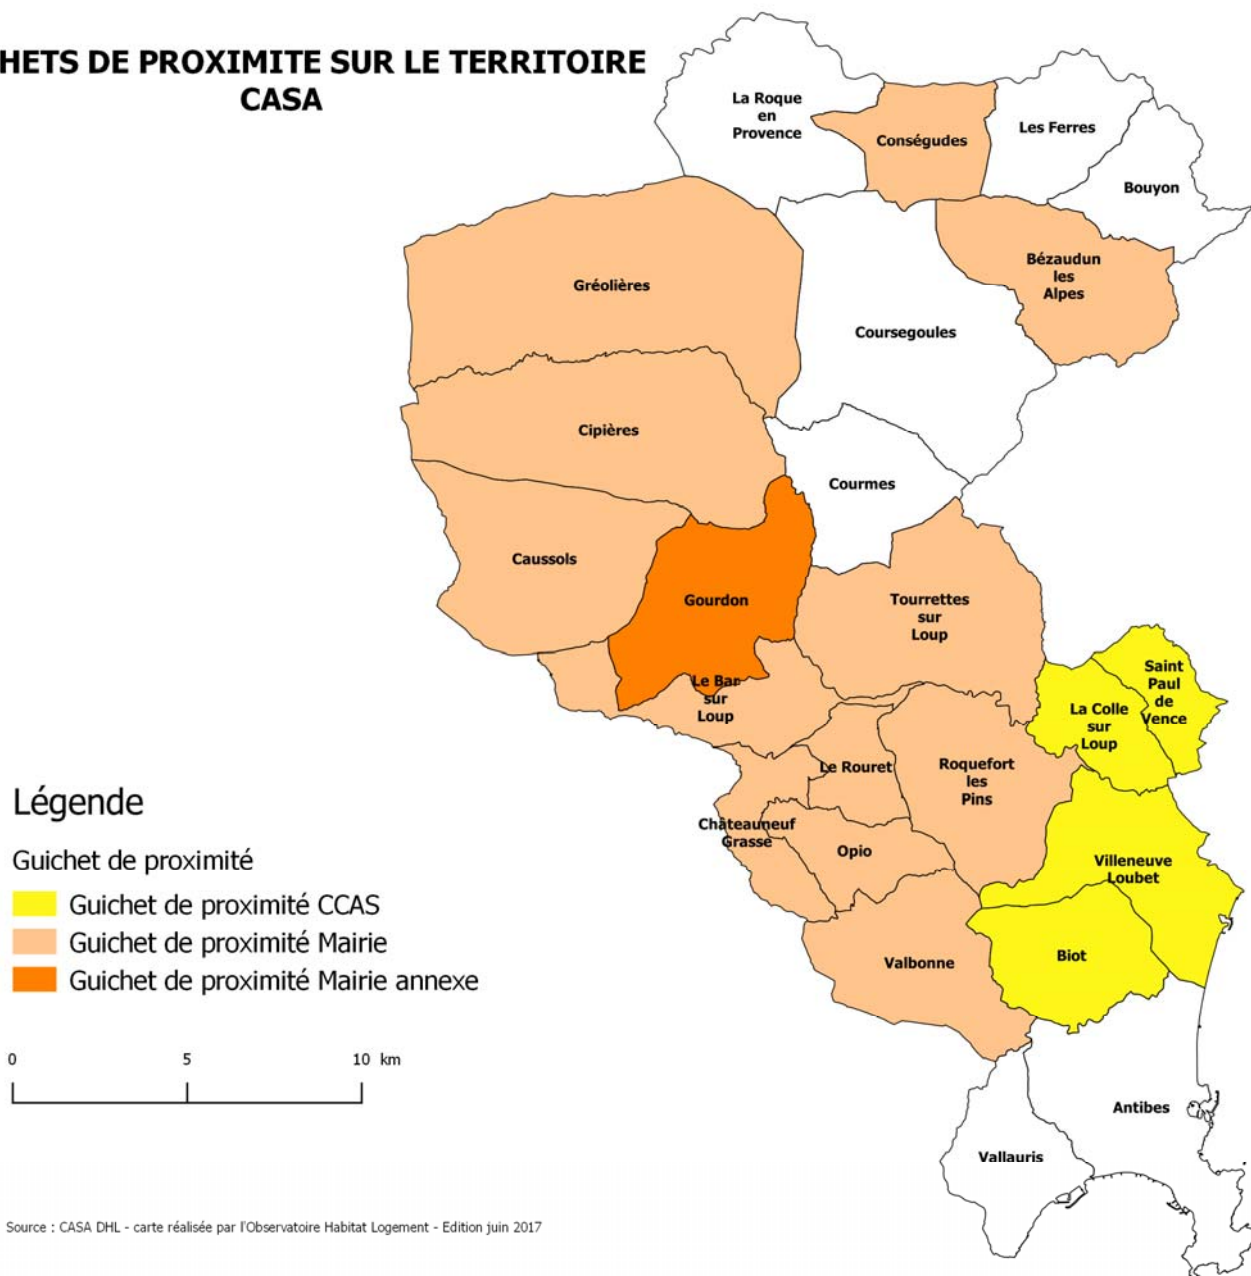 HETS DE PROXIMITE SUR LE TERRITOIRE
CASA
La Roque
en
Provence
Conségudes
Les Ferres
Bouyon
Bézaudun
les
Alpes
Gréolières
Coursegoules
Cipières
Courmes
Caussols
Gourdon
Tourrettes
sur
Loup
Saint
Paul
de
Vence
La Colle
sur
Loup
Le Bar
sur
Loup
Le Rouret
Roquefort
les
Pins
Châteauneuf
Grasse
Opio
Villeneuve
Loubet
Valbonne
Biot
Antibes
Vallauris
Légende
Guichet de proximité
Guichet de proximité CCAS
Guichet de proximité Mairie
Guichet de proximité Mairie annexe
0 5 10 km
Source : CASA DHL - carte réalisée par l'Observatoire Habitat Logement - Edition juin 2017